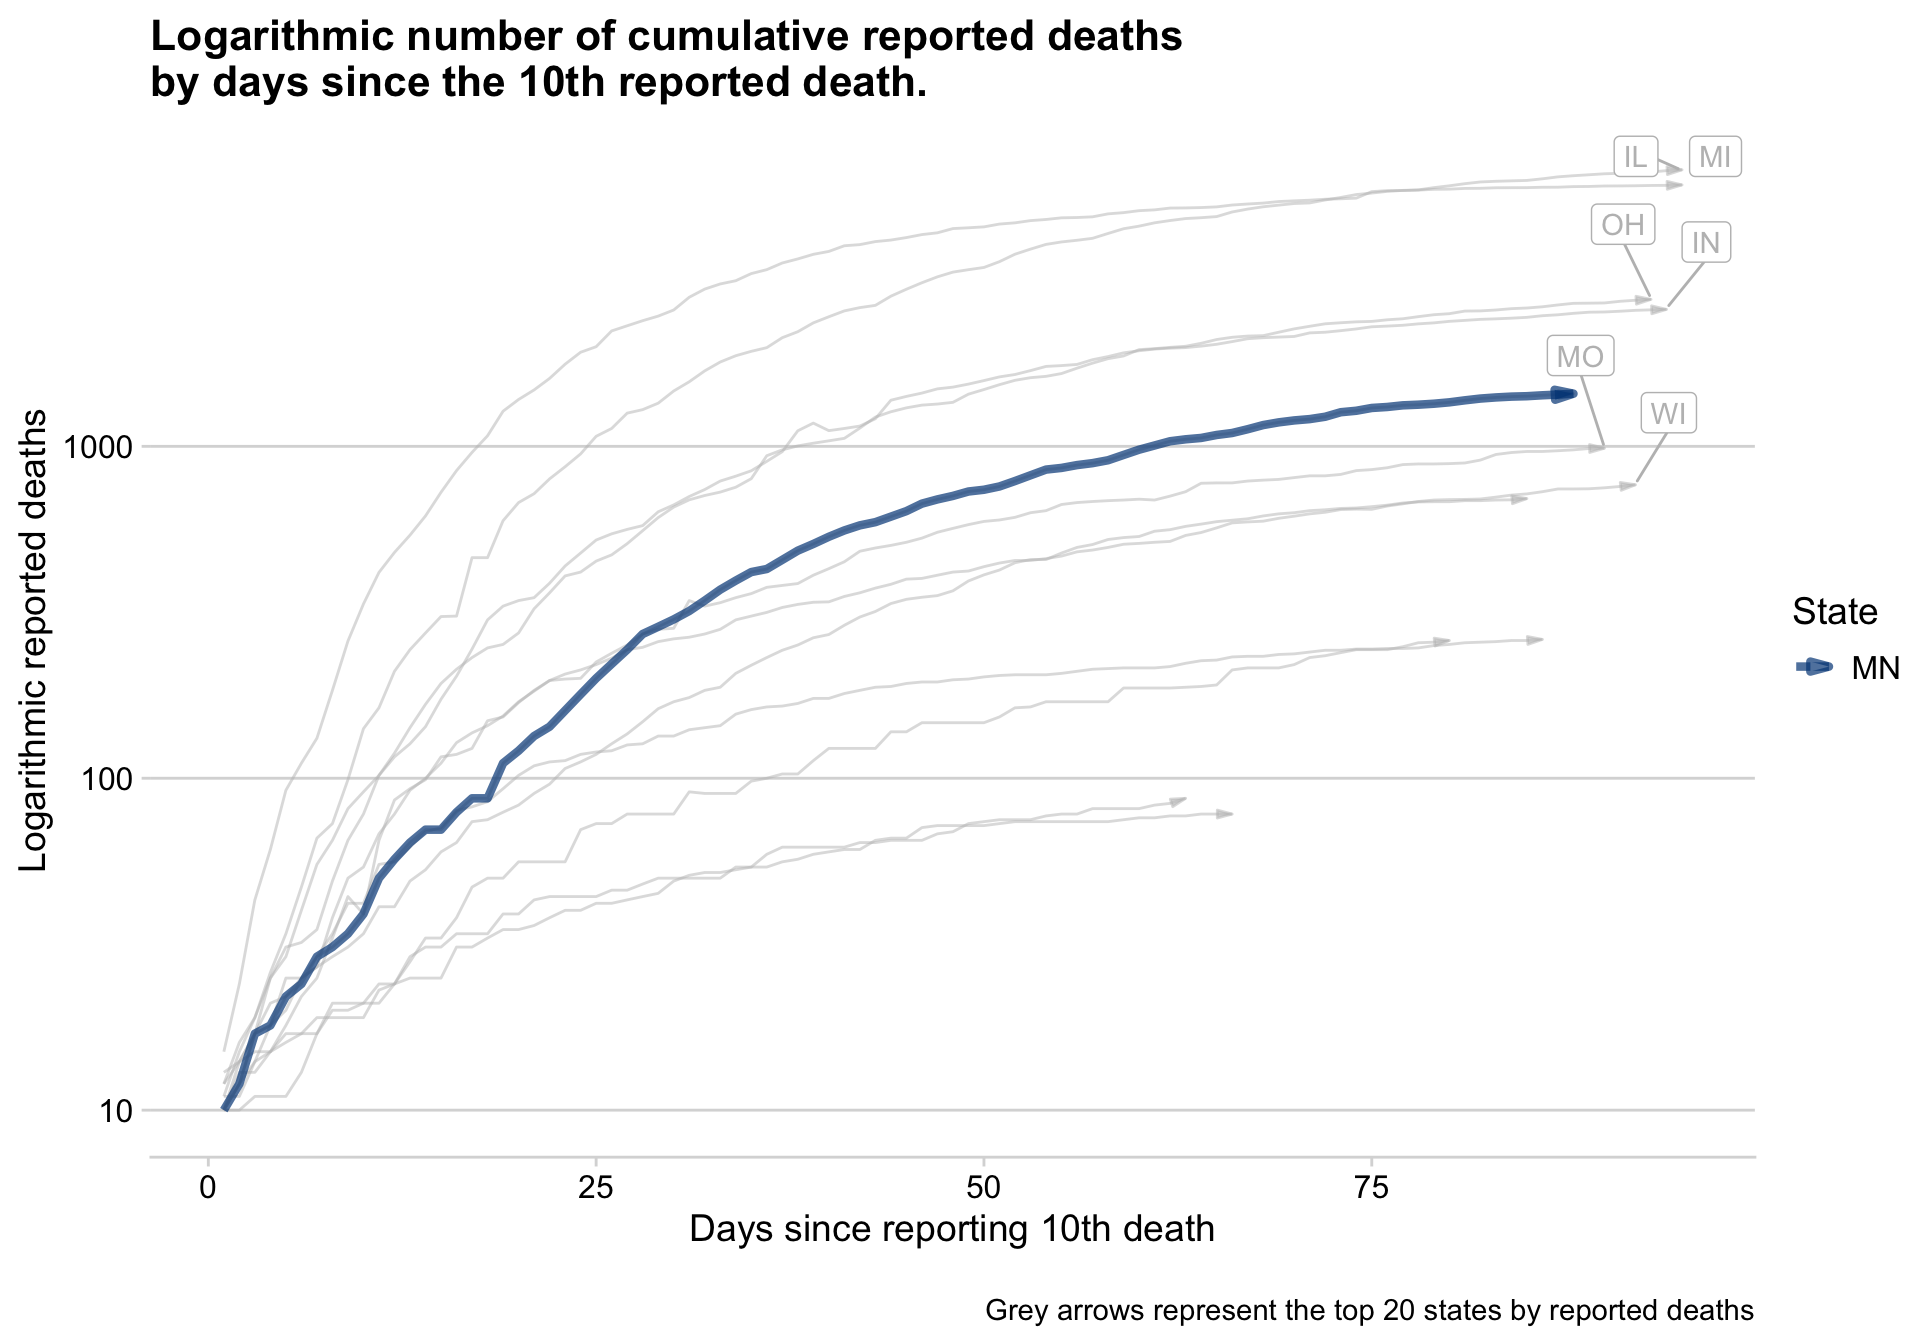 Logarithmic number of cumulative reported deaths
by days since the 10th reported death.
IL
MI
OH
IN
MO
WI
Logarithmic reported deaths
1000
100
10
State
MN
0
25
50
75
Days since reporting 10th death
Grey arrows represent the top 20 states by reported deaths